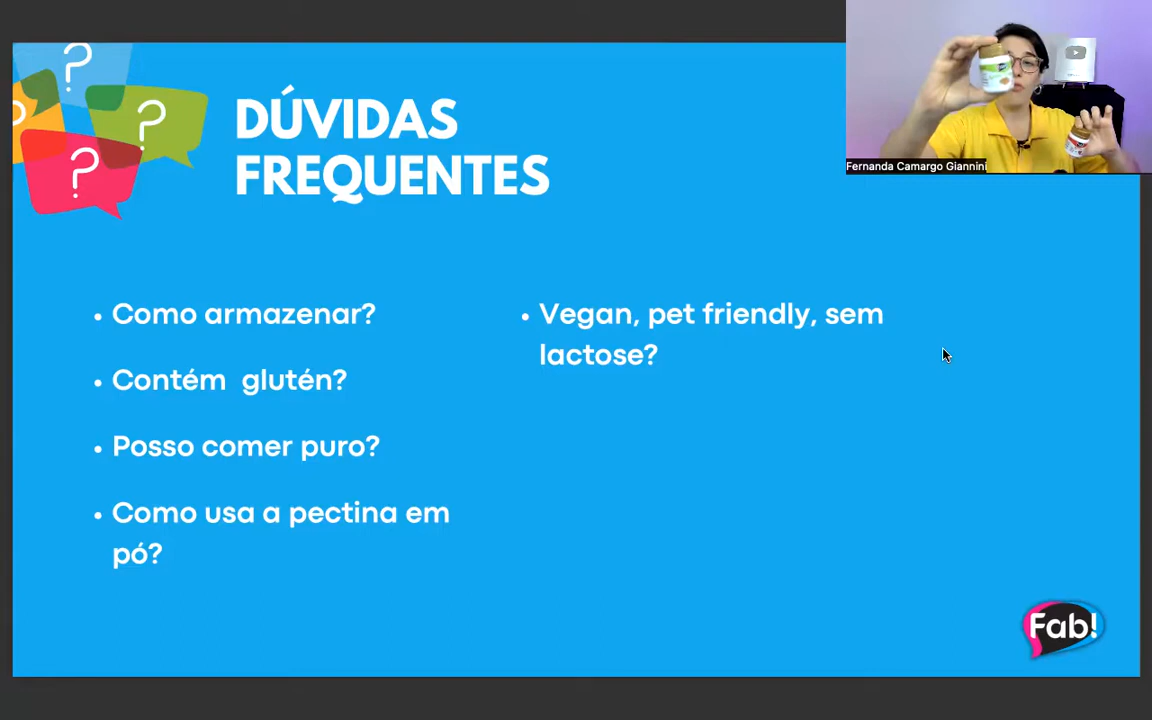 DÚVIDAS
FREQUENTES
Fernanda Camargo Giannini
• Como armazenar?
• Contém  glutén?
• Posso comer puro?
• Como usa a pectina em
pó?
• Vegan, pet friendly, sem
lactose?
Fab!
? ? ? ?